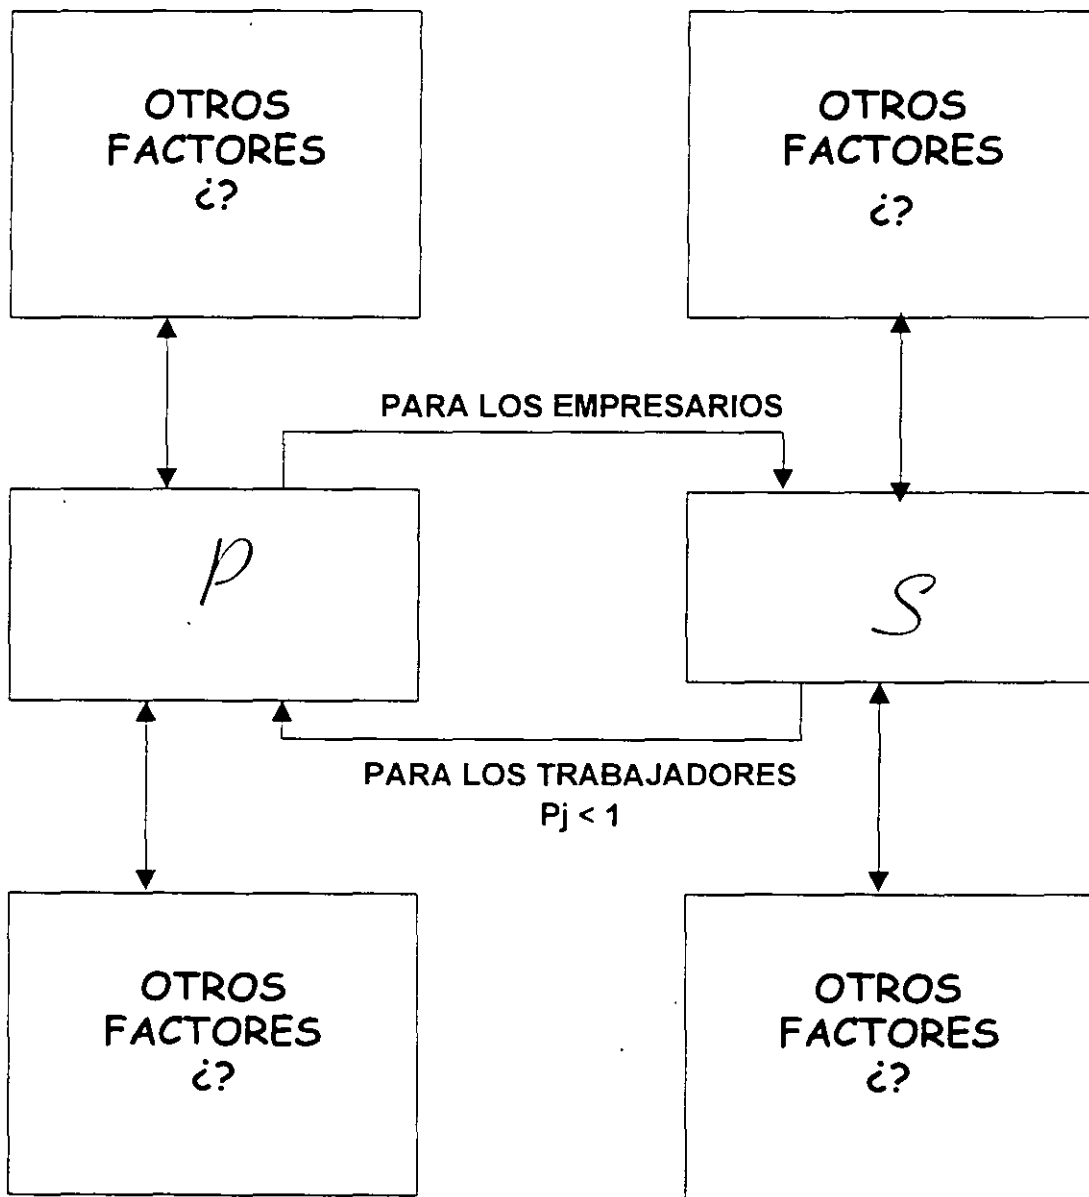 OTROS
FACTORES
¿?
OTROS
FACTORES
¿?
PARA LOS EMPRESARIOS
P
S
PARA LOS TRABAJADORES
Pj < 1
OTROS
FACTORES
¿?
OTROS
FACTORES
¿?